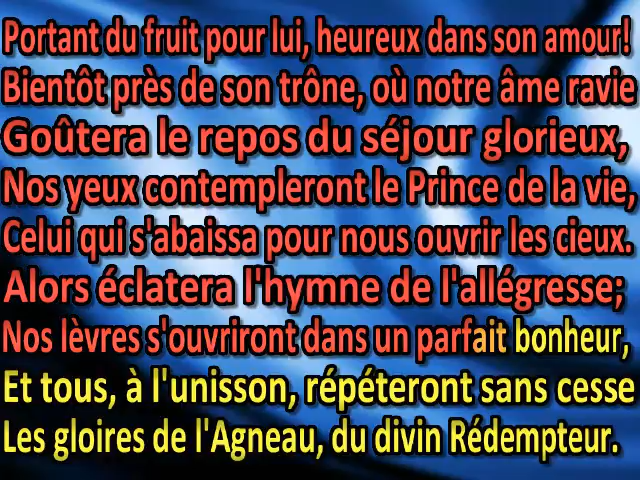 Portant du fruit pour lui, heureux dans son amour!
Bientôt près de son trône, où notre âme ravie
Goûtera le repos du séjour glorieux,
Nos yeux contempleront le Prince de la vie,
Celui qui s'abaissa pour nous ouvrir les cieux.
Alors éclatera l'hymne de l'allégresse;
Nos lèvres s'ouvriront dans un parfait bonheur,
Et tous, à l'unisson, répéteront sans cesse
Les gloires de l'Agneau, du divin Rédempteur.